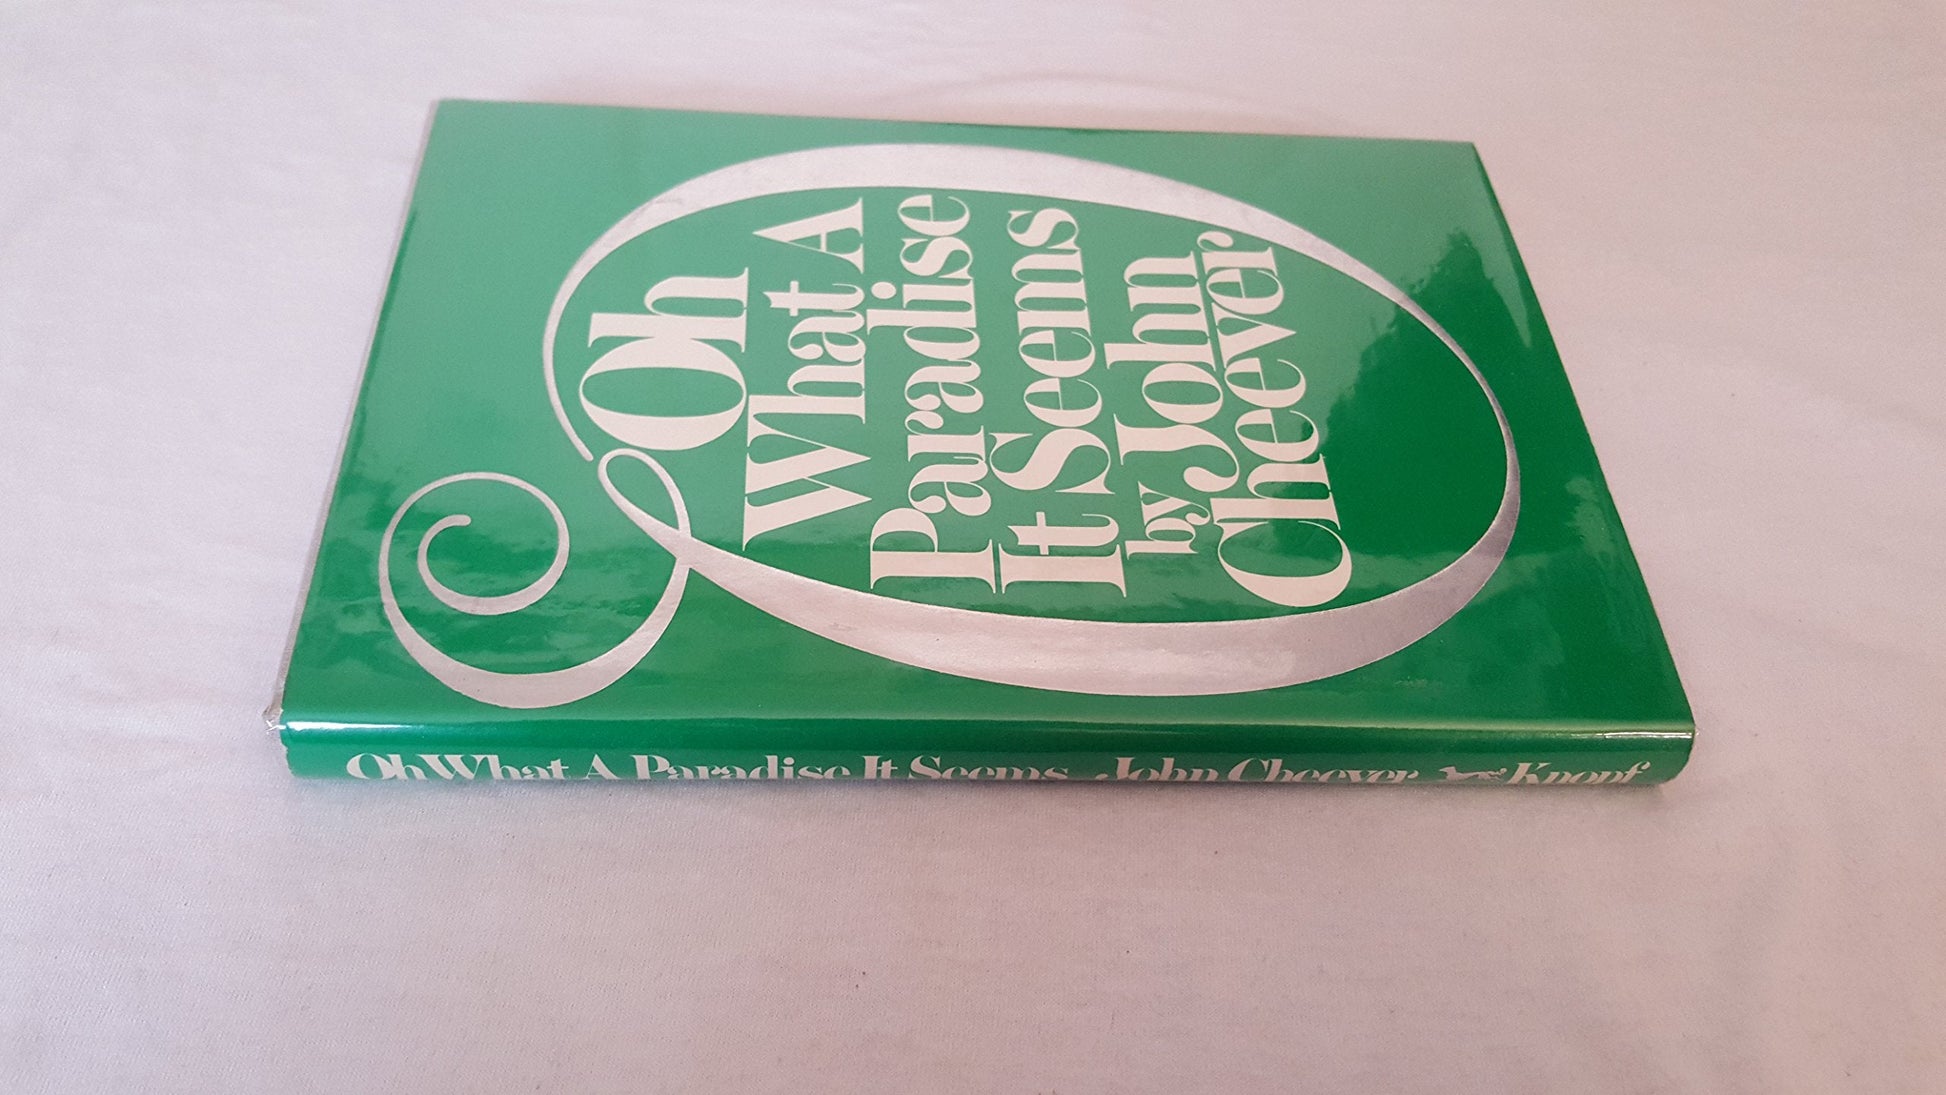 Oh
What A
Paradise
It Seems
by John
Cheever
Oh What A Paradise It Seems John Cheever Knopf